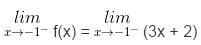 lim lim
x→−1⁻ f(x) = x→−1⁻ (3x + 2)